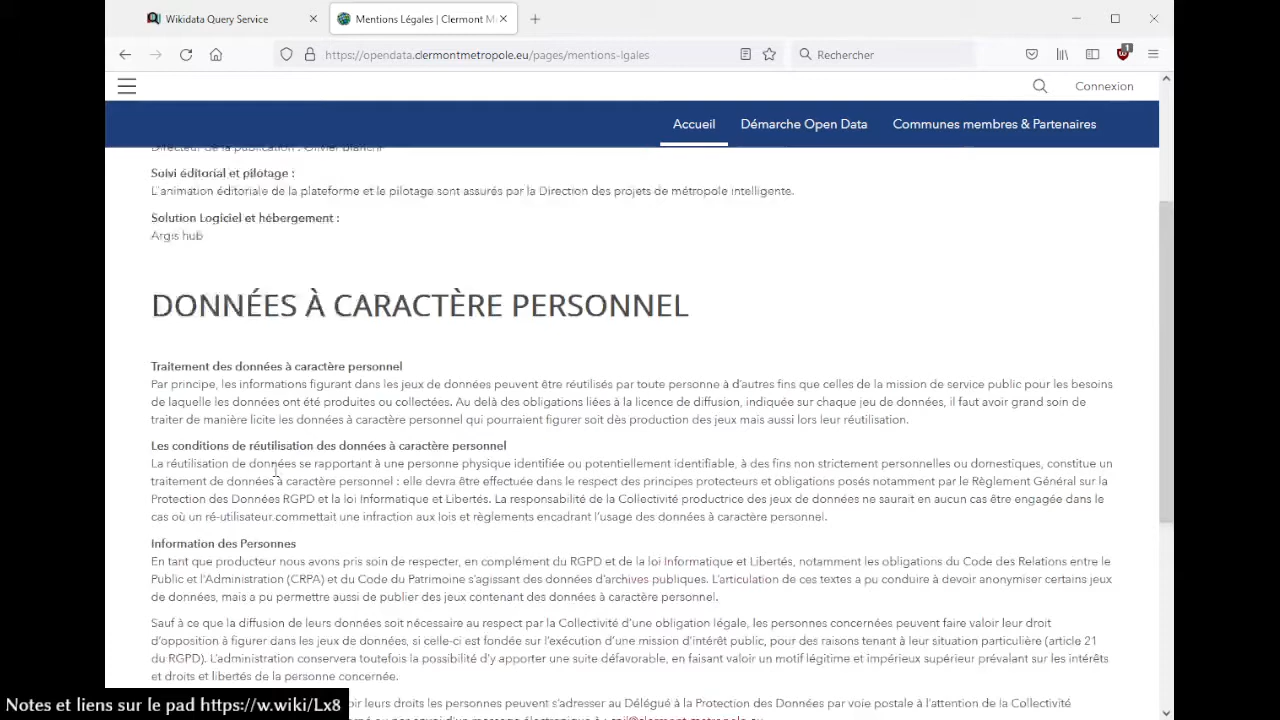 Wikidata Query Service
Mentions Légales | Clermont M
https://opendata.clermontmetropole.eu/pages/mentions-lgales
Rechercher
1
Connexion
Accueil
Démarche Open Data
Communes membres & Partenaires
Directeur de la publication : Olivier Bianchi
Suivi éditorial et pilotage :
L'animation éditoriale de la plateforme et le pilotage sont assurés par la Direction des projets de métropole intelligente.
Solution Logiciel et hébergement :
Argis hub
DONNÉES À CARACTÈRE PERSONNEL
Traitement des données à caractère personnel
Par principe, les informations figurant dans les jeux de données peuvent être réutilisés par toute personne à d'autres fins que celles de la mission de service public pour les besoins
de laquelle les données ont été produites ou collectées. Au delà des obligations liées à la licence de diffusion, indiquée sur chaque jeu de données, il faut avoir grand soin de
traiter de manière licite les données à caractère personnel qui pourraient figurer soit dès production des jeux mais aussi lors leur réutilisation.
Les conditions de réutilisation des données à caractère personnel
La réutilisation de données se rapportant à une personne physique identifiée ou potentiellement identifiable, à des fins non strictement personnelles ou domestiques, constitue un
traitement de données à caractère personnel : elle devra être effectuée dans le respect des principes protecteurs et obligations posés notamment par le Règlement Général sur la
Protection des Données RGPD et la loi Informatique et Libertés. La responsabilité de la Collectivité productrice des jeux de données ne saurait en aucun cas être engagée dans le
cas où un ré-utilisateur commettait une infraction aux lois et règlements encadrant l'usage des données à caractère personnel.
Information des Personnes
En tant que producteur nous avons pris soin de respecter, en complément du RGPD et de la loi Informatique et Libertés, notamment les obligations du Code des Relations entre le
Public et l'Administration (CRPA) et du Code du Patrimoine s'agissant des données d'archives publiques. L'articulation de ces textes a pu conduire à devoir anonymiser certains jeux
de données, mais a pu permettre aussi de publier des jeux contenant des données à caractère personnel.
Sauf à ce que la diffusion de leurs données soit nécessaire au respect par la Collectivité d'une obligation légale, les personnes concernées peuvent faire valoir leur droit
d'opposition à figurer dans les jeux de données, si celle-ci est fondée sur l'exécution d'une mission d'intérêt public, pour des raisons tenant à leur situation particulière (article 21
du RGPD). L'administration conservera toutefois la possibilité d'y apporter une suite défavorable, en faisant valoir un motif légitime et impérieux supérieur prévalant sur les intérêts
et droits et libertés de la personne concernée.
oir leurs droits les personnes peuvent s'adresser au Délégué à la Protection des Données par voie postale à l'attention de la Collectivité
Notes et liens sur le pad https://w.wiki/Lx8